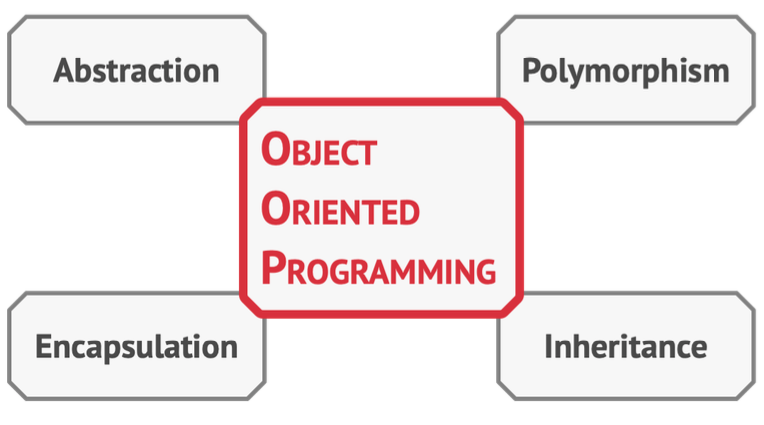 Abstraction
Polymorphism
OBJECT
ORIENTED
PROGRAMMING
Encapsulation
Inheritance